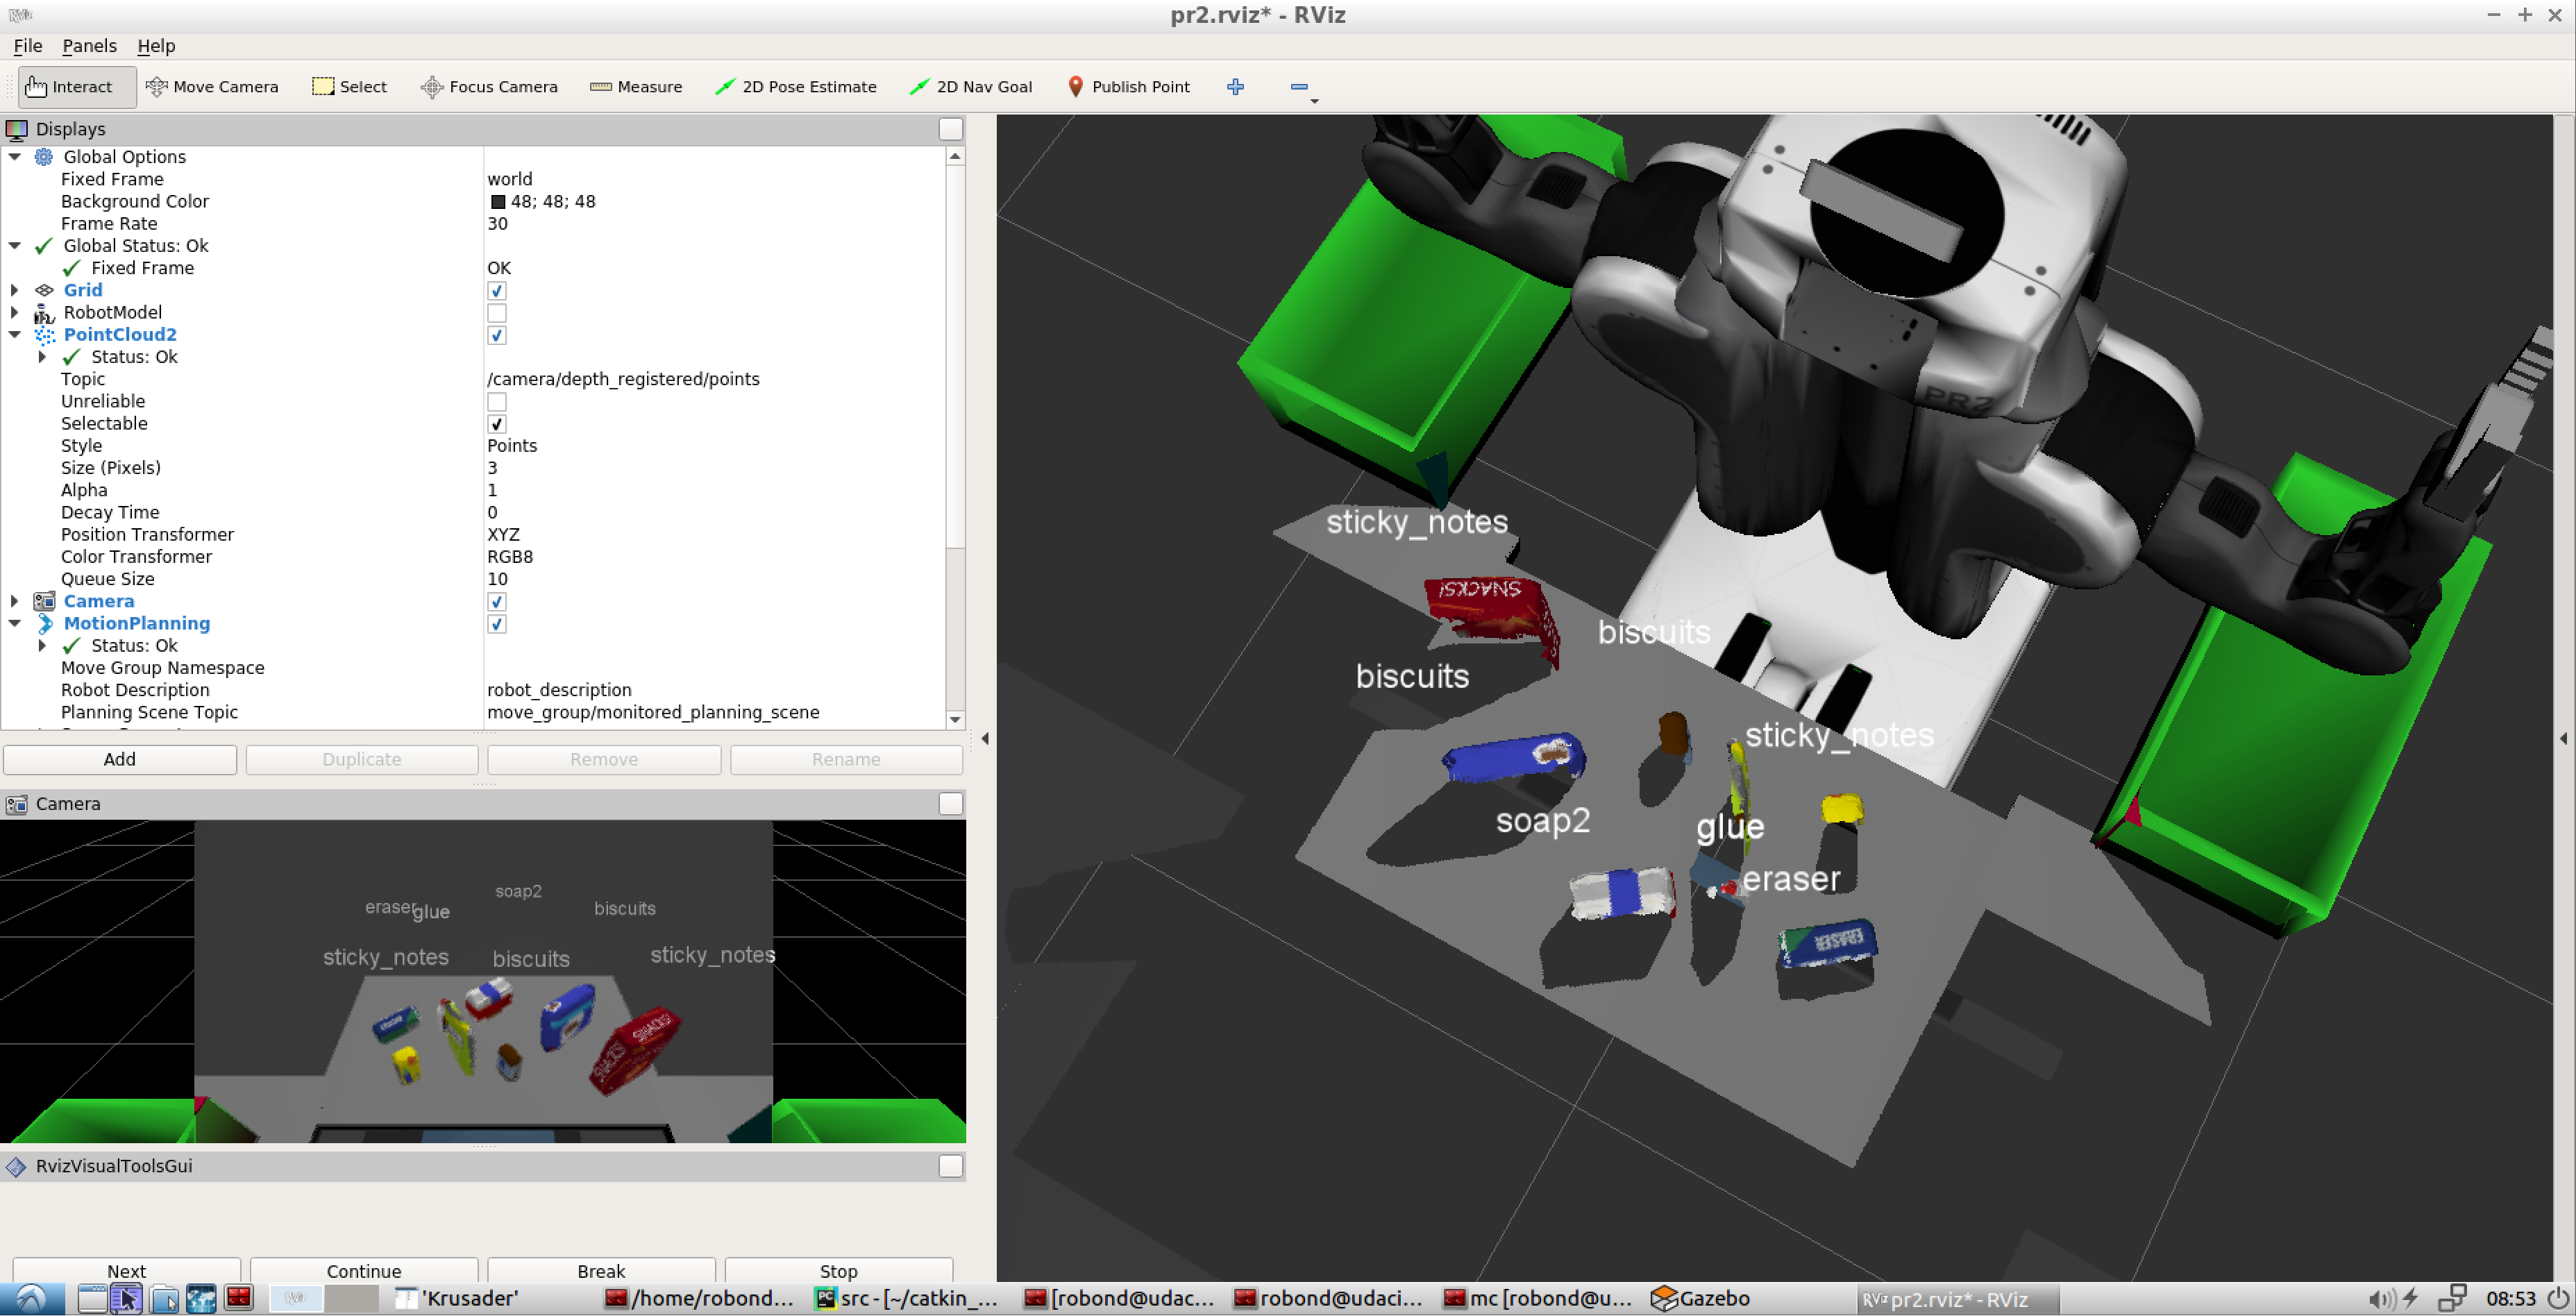 pr2.rviz* - RViz
File Panels Help
Interact Move Camera Select Focus Camera Measure 2D Pose Estimate 2D Nav Goal Publish Point
Displays
Global Options
Fixed Frame world
Background Color 48; 48; 48
Frame Rate 30
Global Status: Ok
Fixed Frame OK
Grid
RobotModel
PointCloud2
Status: Ok
Topic /camera/depth_registered/points
Unreliable
Selectable
Style Points
Size (Pixels) 3
Alpha 1
Decay Time 0
Position Transformer XYZ
Color Transformer RGB8
Queue Size 10
Camera
MotionPlanning
Status: Ok
Move Group Namespace
Robot Description robot_description
Planning Scene Topic move_group/monitored_planning_scene
Add Duplicate Remove Rename
Camera
soap2
eraser glue biscuits
sticky_notes biscuits sticky_notes
SNACKS!
RvizVisualToolsGui
Next Continue Break Stop
PR2
sticky_notes
SNACKS!
biscuits
biscuits
sticky_notes
soap2
glue
eraser
ERASER
'Krusader' /home/robond... src - [~/catkin_... [robond@udac... robond@udaci... mc [robond@u... Gazebo pr2.rviz* - RViz 08:53